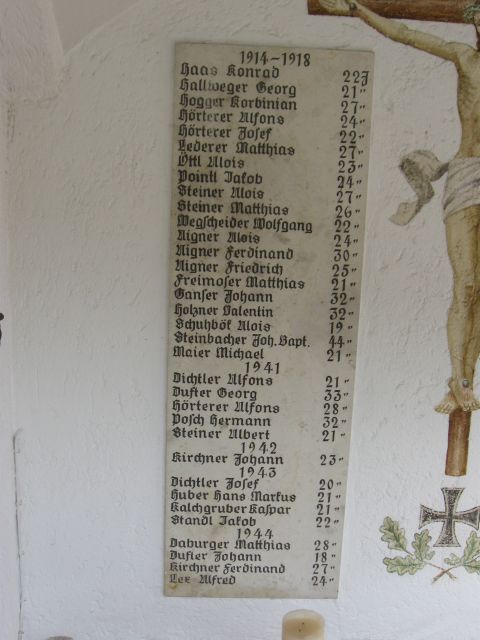 1914-1918
Haas Konrad 22J
Hallweger Georg 21"
Hogger Korbinian 27"
Hörterer Alfons 24"
Hörterer Josef 22"
Lederer Matthias 27"
Öttl Alois 23"
Pointl Jakob 24"
Steiner Alois 27"
Steiner Matthias 26"
Wegscheider Wolfgang 22"
Aigner Alois 24"
Aigner Ferdinand 30"
Aigner Friedrich 25"
Freimoser Matthias 21"
Ganser Johann 32"
Holzner Valentin 32"
Schuhbök Alois 19"
Steinbacher Joh. Bapt. 44"
Maier Michael 21"
1941
Dichtler Alfons 21"
Dufter Georg 33"
Hörterer Alfons 28"
Posch Hermann 32"
Steiner Albert 21"
1942
Kirchner Johann 23"
1943
Dichtler Josef 20"
Huber Hans Markus 21"
Kalchgruber Kaspar 21"
Standl Jakob 22"
1944
Daburger Matthias 28"
Dufter Johann 18"
Kirchner Ferdinand 27"
Lex Alfred 24"